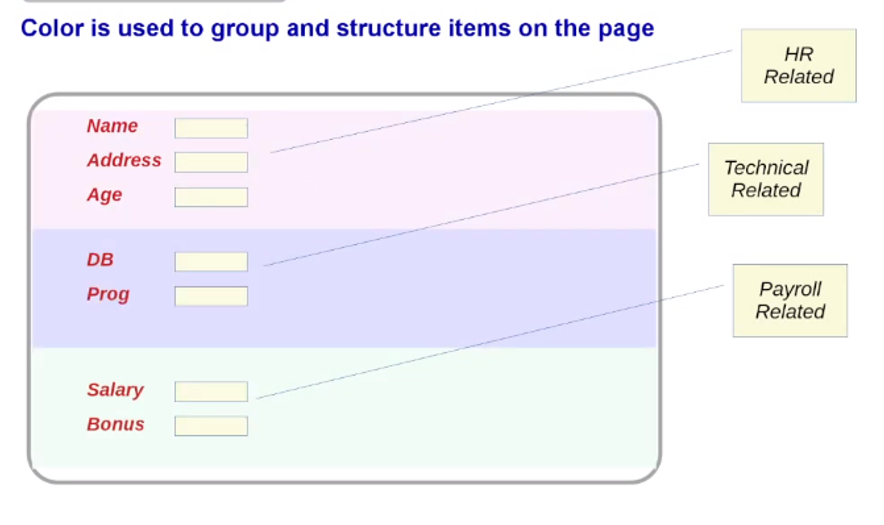 Color is used to group and structure items on the page
HR
Related
Name
Address
Age
Technical
Related
DB
Prog
Payroll
Related
Salary
Bonus